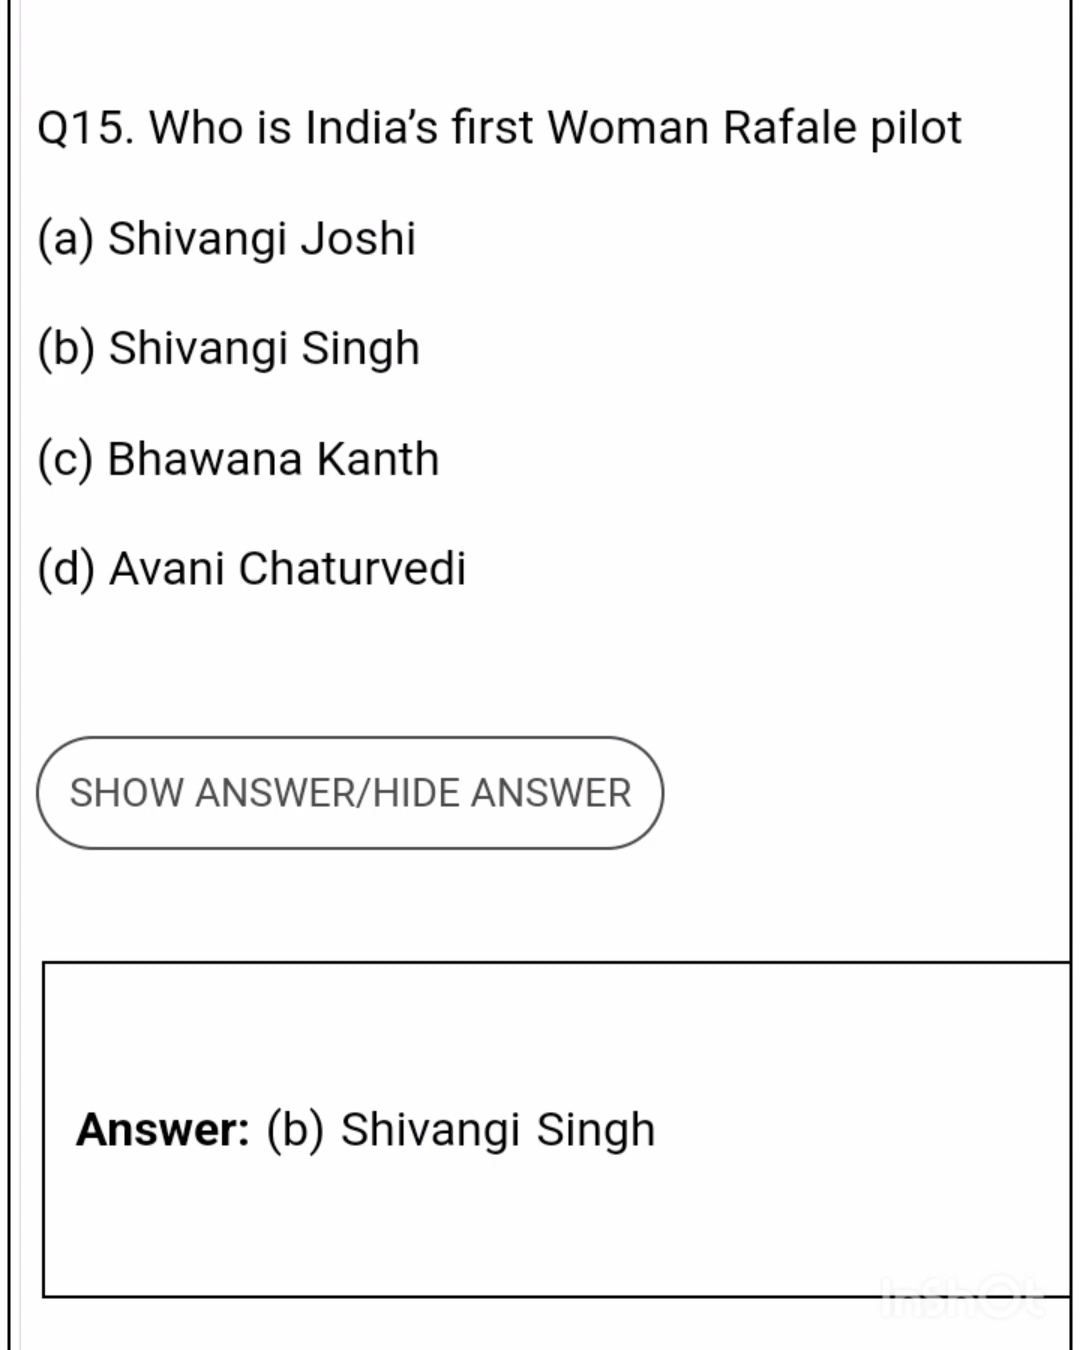 Q15. Who is India’s first Woman Rafale pilot
(a) Shivangi Joshi
(b) Shivangi Singh
(c) Bhawana Kanth
(d) Avani Chaturvedi
SHOW ANSWER/HIDE ANSWER
Answer: (b) Shivangi Singh
InShOt